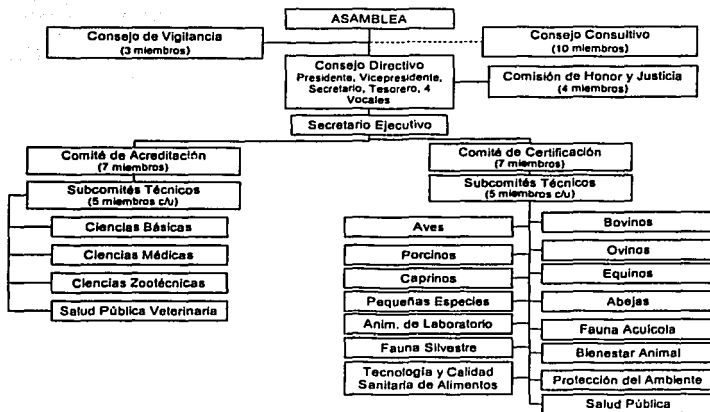 ASAMBLEA
Consejo de Vigilancia
(3 miembros)
Consejo Consultivo
(10 miembros)
Consejo Directivo
Presidente, Vicepresidente,
Secretario, Tesorero, 4
Vocales
Comisión de Honor y Justicia
(4 miembros)
Secretario Ejecutivo
Comité de Acreditación
(7 miembros)
Subcomités Técnicos
(5 miembros c/u)
Ciencias Básicas
Ciencias Médicas
Ciencias Zootécnicas
Salud Pública Veterinaria
Comité de Certificación
(7 miembros)
Subcomités Técnicos
(5 miembros c/u)
Aves
Porcinos
Caprinos
Pequeñas Especies
Anim. de Laboratorio
Fauna Silvestre
Tecnología y Calidad
Sanitaria de Alimentos
Bovinos
Ovinos
Equinos
Abejas
Fauna Acuícola
Bienestar Animal
Protección del Ambiente
Salud Pública